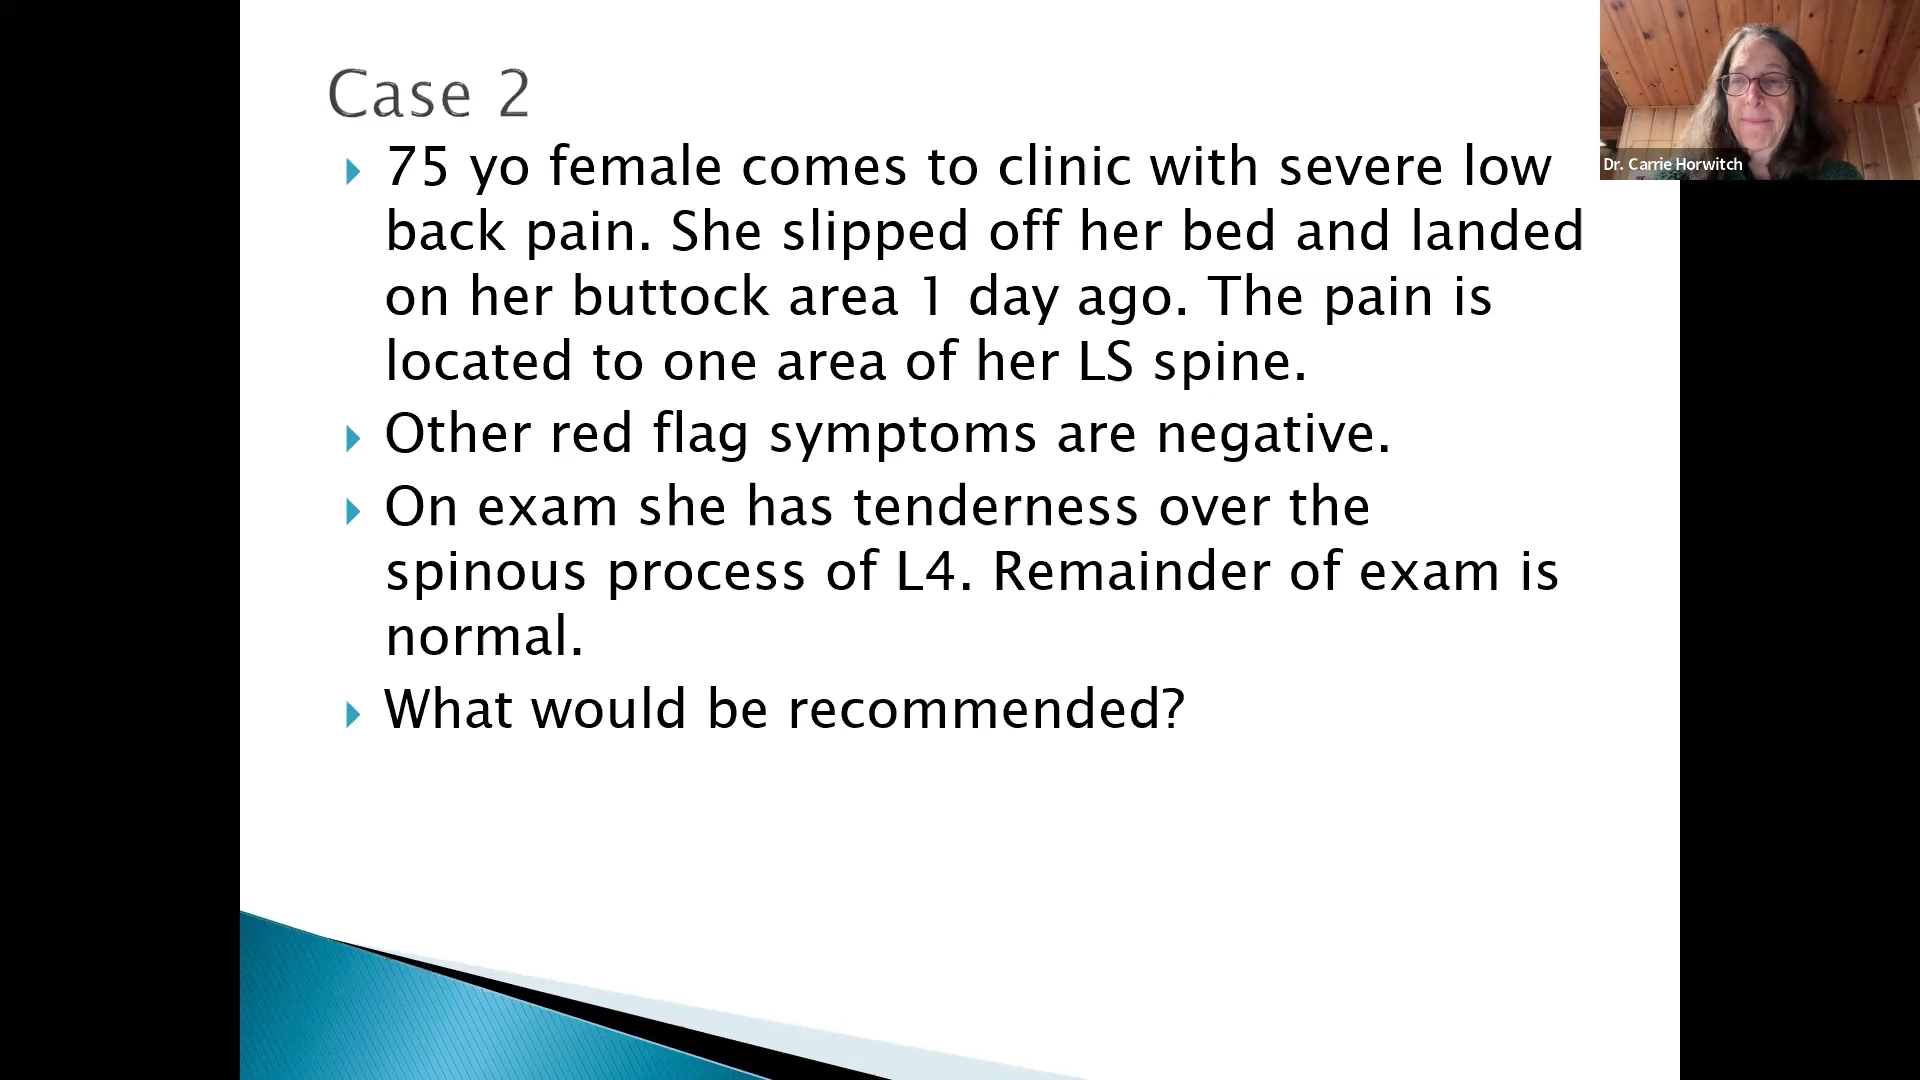 Case 2
75 yo female comes to clinic with severe low
back pain. She slipped off her bed and landed
on her buttock area 1 day ago. The pain is
located to one area of her LS spine.
Other red flag symptoms are negative.
On exam she has tenderness over the
spinous process of L4. Remainder of exam is
normal.
What would be recommended?
Dr. Carrie Horwitch